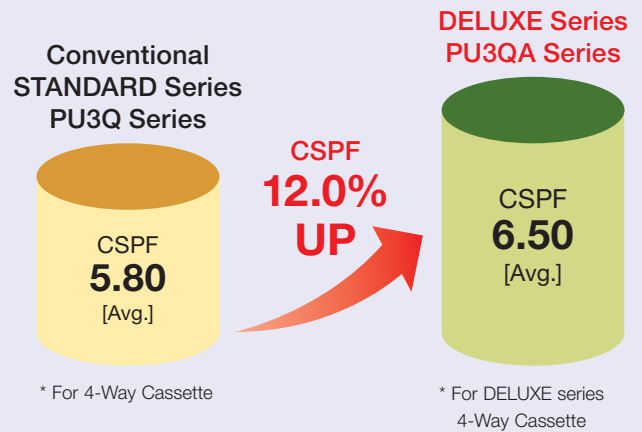 Conventional
STANDARD Series
PU3Q Series
CSPF
5.80
[Avg.]
* For 4-Way Cassette
CSPF
12.0%
UP
DELUXE Series
PU3QA Series
CSPF
6.50
[Avg.]
* For DELUXE series
4-Way Cassette